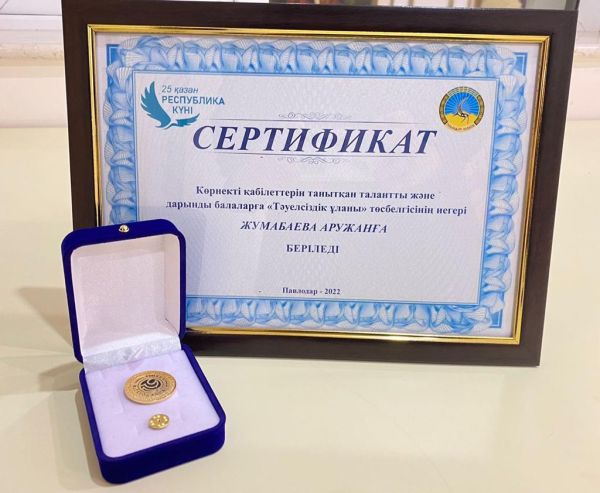 25 қазан
РЕСПУБЛИКА
КҮНІ
СЕРТИФИКАТ
Көрнекті қабілеттерін танытқан талантты және
дарынды балаларға «Тәуелсіздік ұланы» төсбелгісінің иегері
ЖУМАБАЕВА АРУЖАНҒА
БЕРІЛЕДІ
Павлодар - 2022